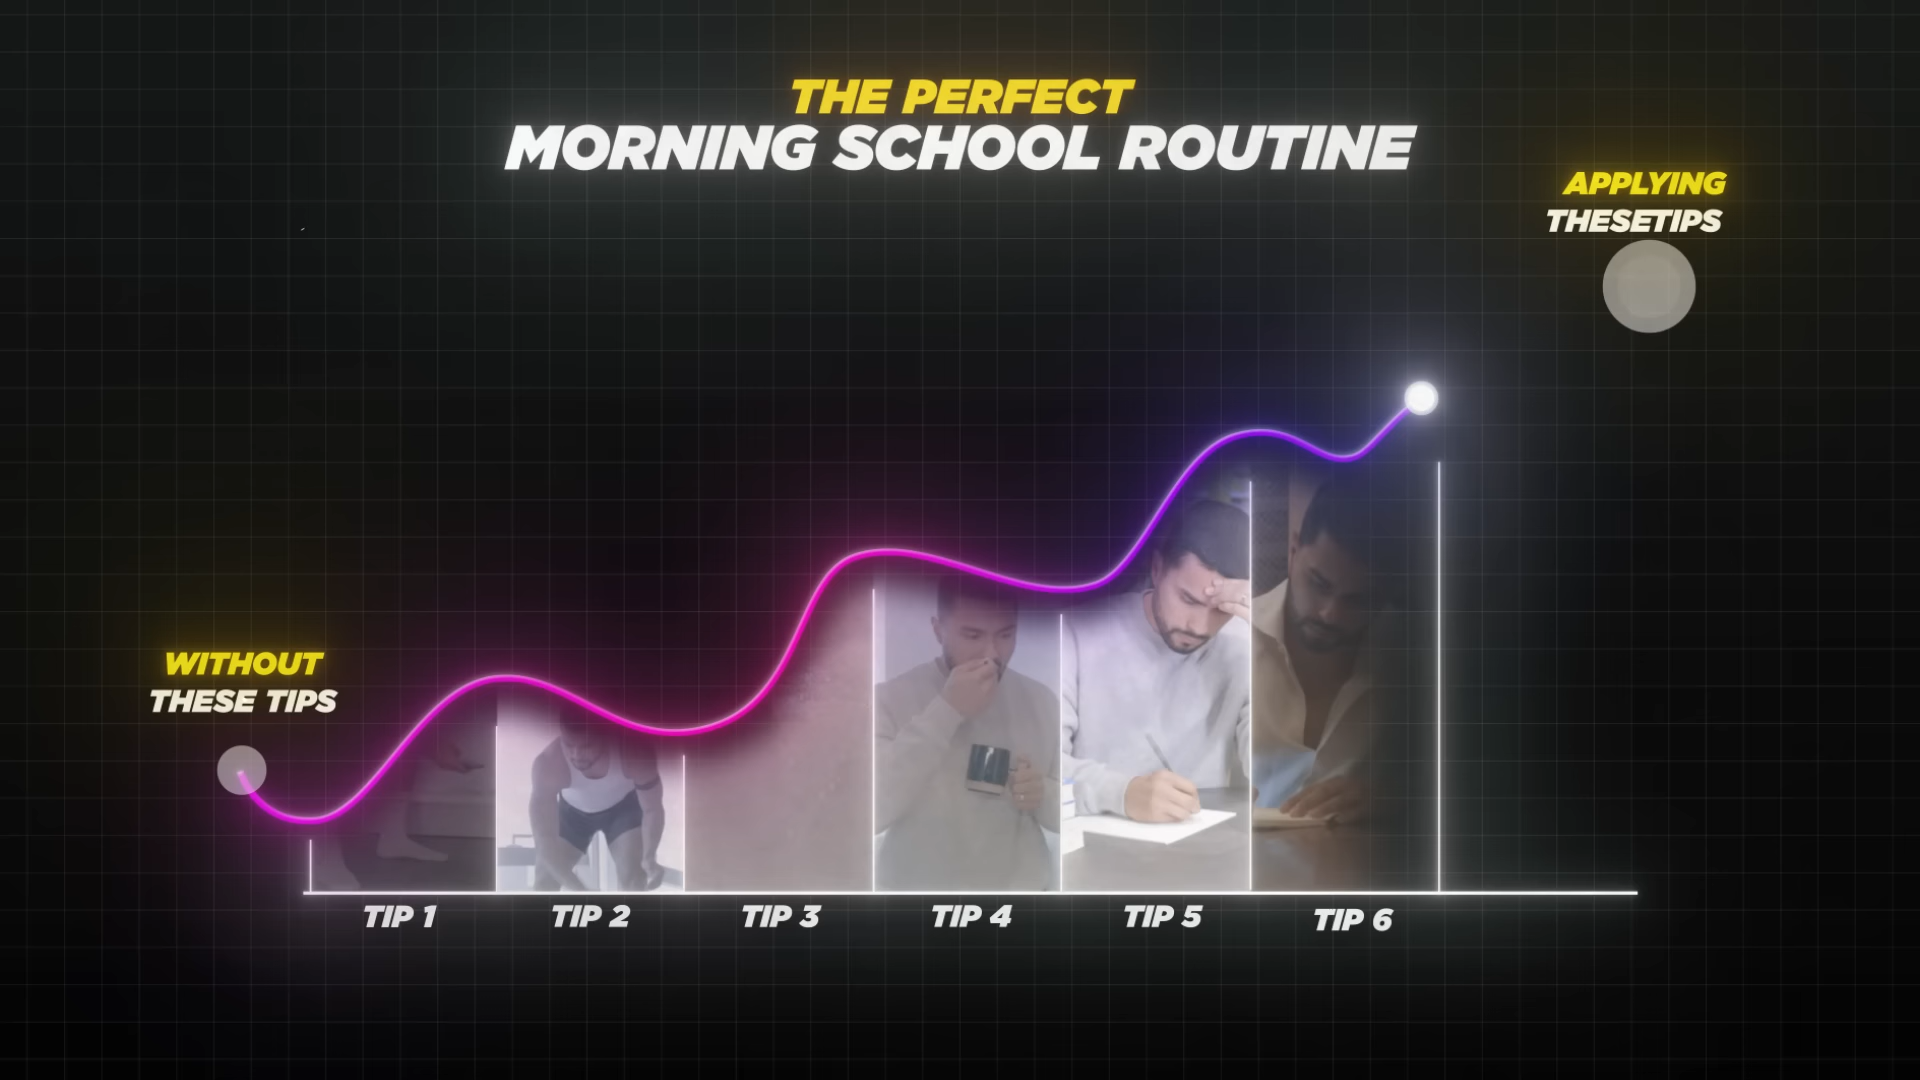 THE PERFECT
MORNING SCHOOL ROUTINE
APPLYING
THESETIPS
WITHOUT
THESE TIPS
TIP 1
TIP 2
TIP 3
TIP 4
TIP 5
TIP 6